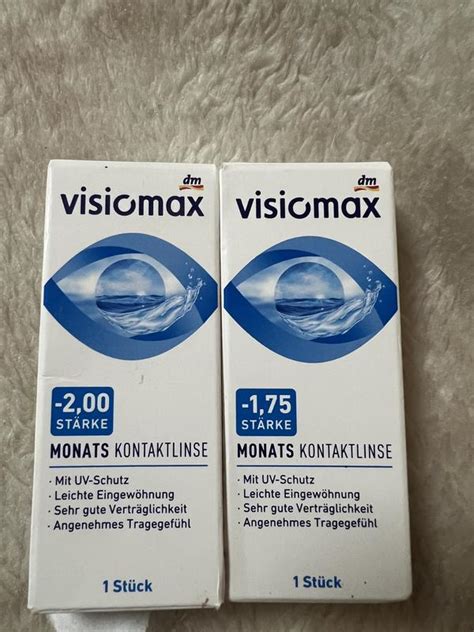 dm
visiomax
-2,00
STÄRKE
MONATS KONTAKTLINSE
· Mit UV-Schutz
· Leichte Eingewöhnung
· Sehr gute Verträglichkeit
· Angenehmes Tragegefühl
1 Stück
dm
visiomax
-1,75
STÄRKE
MONATS KONTAKTLINSE
· Mit UV-Schutz
· Leichte Eingewöhnung
· Sehr gute Verträglichkeit
· Angenehmes Tragegefühl
1 Stück